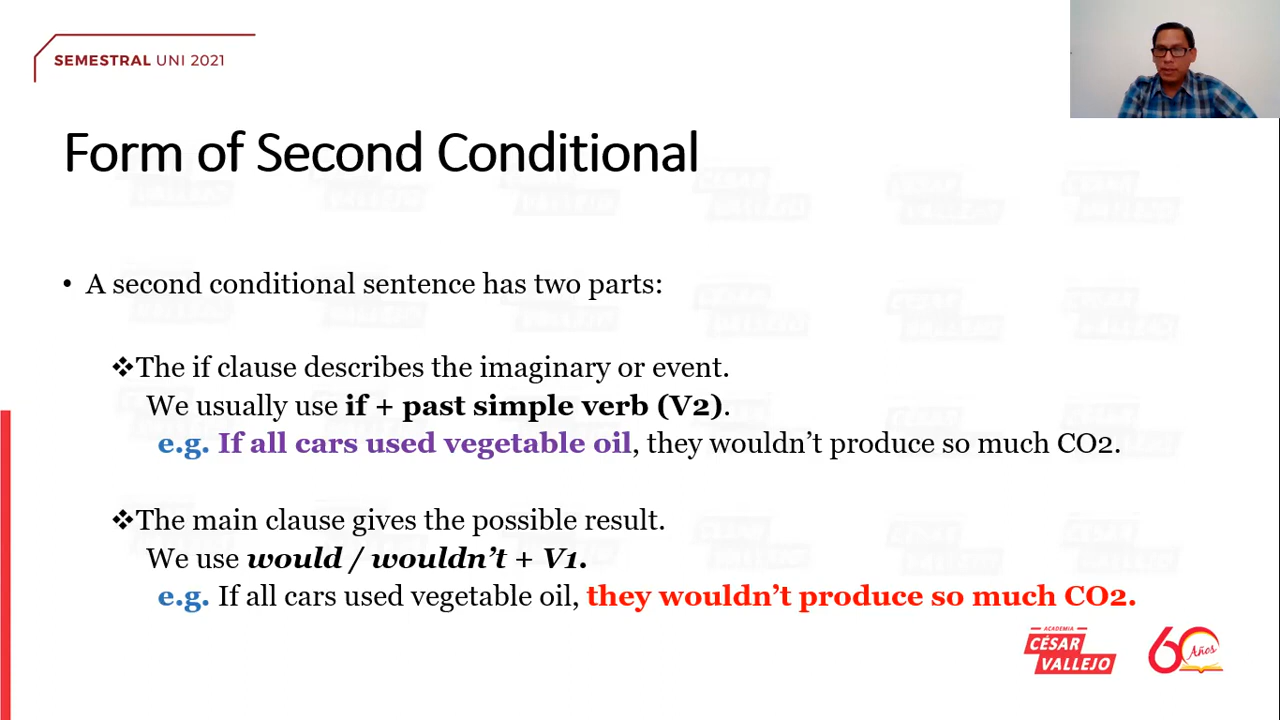 SEMESTRAL UNI 2021
Form of Second Conditional
• A second conditional sentence has two parts:
❖The if clause describes the imaginary or event.
We usually use if + past simple verb (V2).
e.g. If all cars used vegetable oil, they wouldn't produce so much CO2.
❖The main clause gives the possible result.
We use would / wouldn't + V1.
e.g. If all cars used vegetable oil, they wouldn't produce so much CO2.
ACADEMIA
CÉSAR
VALLEJO
60 Años